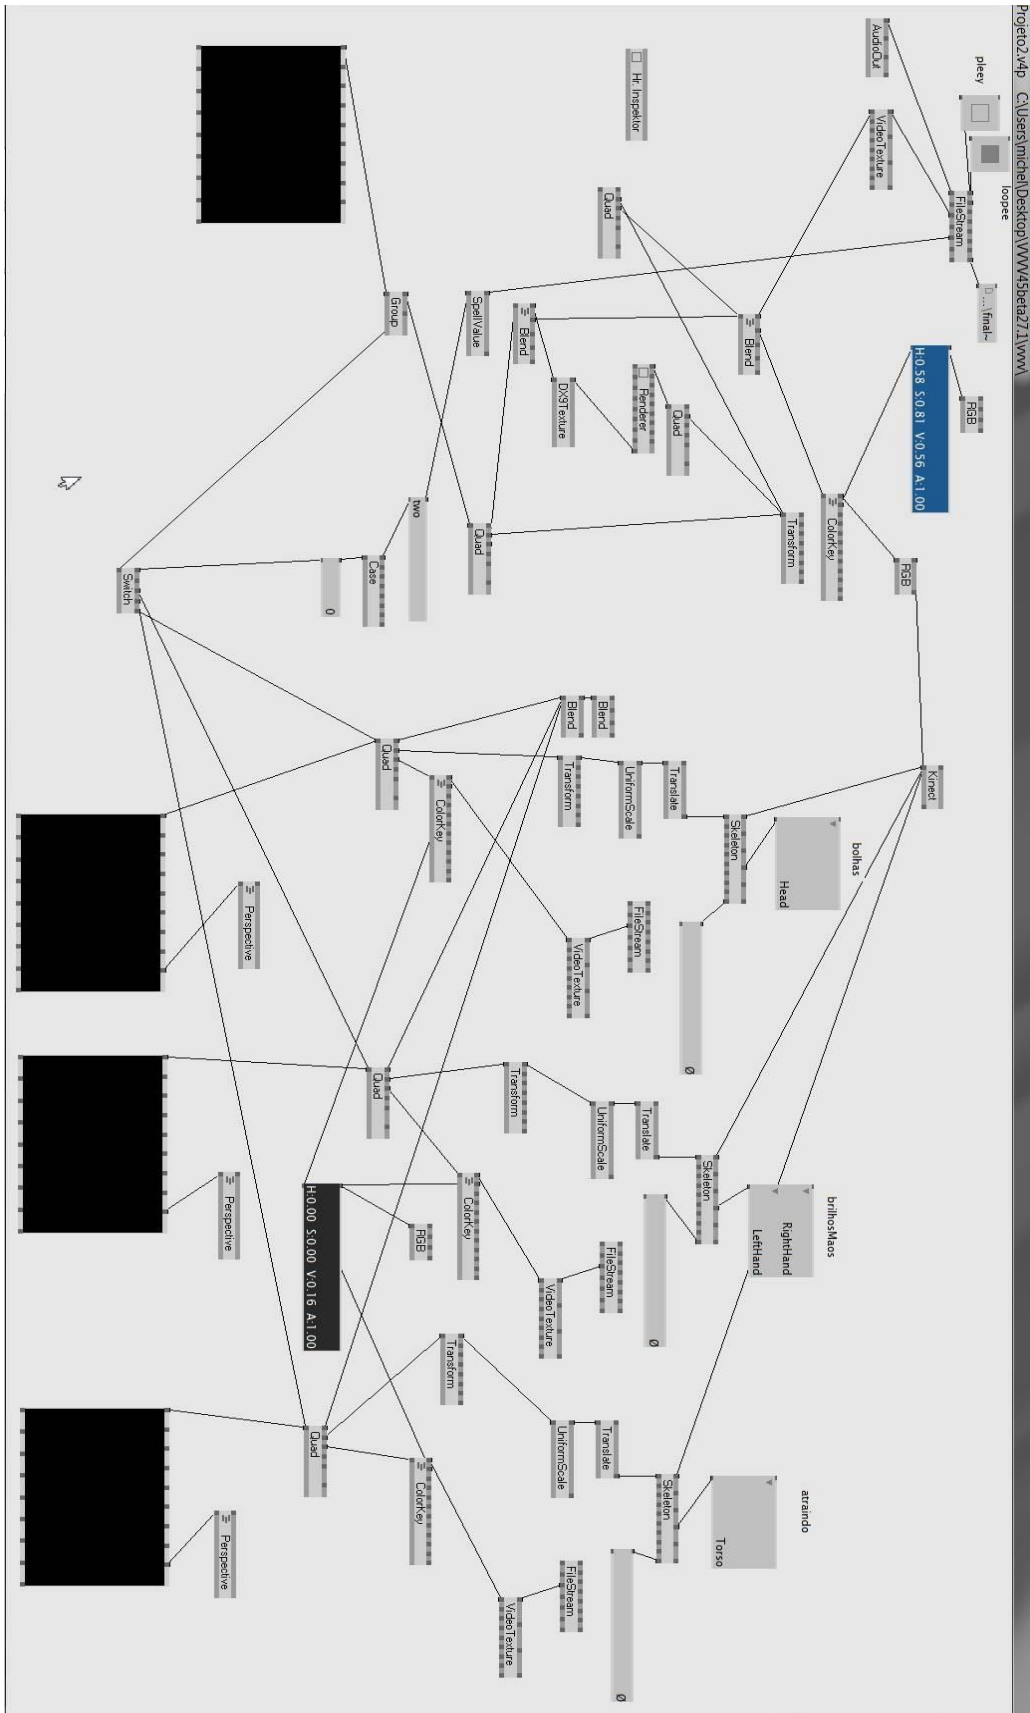 Projeto2.v4p C:\Users\michel\Desktop\VVVV45beta27.1\vvvv\
pleey
loopee
AudioOut
VideoTexture
FileStream
...\final~
RGB
H:0.58 S:0.81 V:0.56 A:1.00
Hr. Inspektor
Quad
Blend
ColorKey
RGB
Kinect
Renderer
Quad
Transform
SpellValue
Blend
DX9Texture
Group
two
Quad
Case
0
Switch
bolhas
Head
Skeleton
Translate
UniformScale
Transform
Blend
Blend
Quad
ColorKey
FileStream
VideoTexture
Ø
Perspective
brilhosMaos
RightHand
LeftHand
Skeleton
Translate
UniformScale
Transform
Quad
Ø
FileStream
VideoTexture
ColorKey
RGB
H:0.00 S:0.00 V:0.16 A:1.00
Perspective
atraindo
Torso
Skeleton
Translate
UniformScale
Transform
Quad
ColorKey
Ø
FileStream
VideoTexture
Perspective